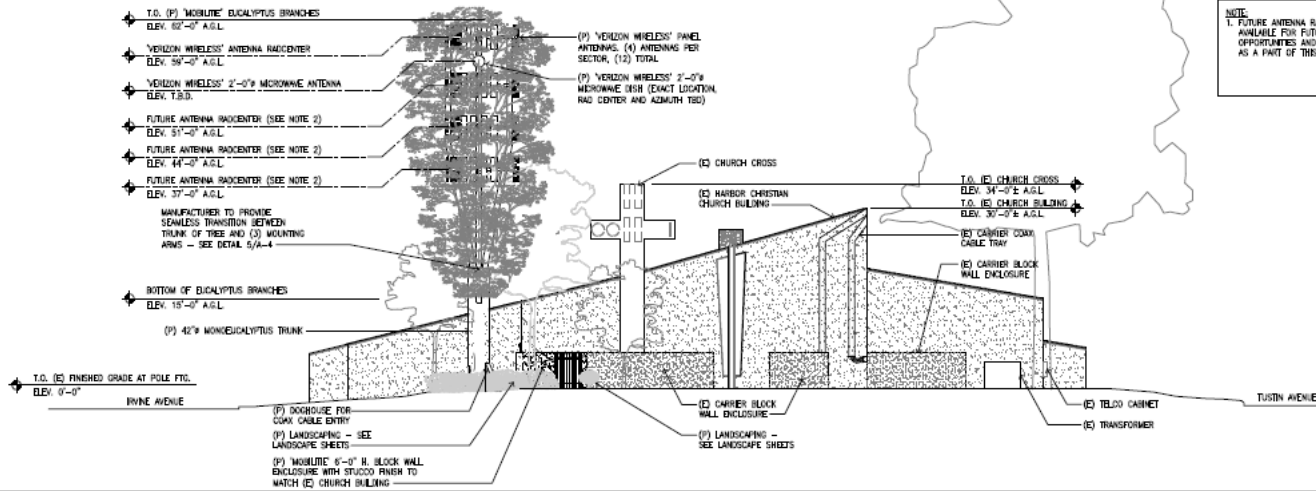 T.O. (P) 'MOBILITIE' EUCALYPTUS BRANCHES
ELEV. 62'-0" A.G.L.
'VERIZON WIRELESS' ANTENNA RADCENTER
ELEV. 59'-0" A.G.L.
'VERIZON WIRELESS' 2'-0"ø MICROWAVE ANTENNA
ELEV. T.B.D.
FUTURE ANTENNA RADCENTER (SEE NOTE 2)
ELEV. 51'-0" A.G.L.
FUTURE ANTENNA RADCENTER (SEE NOTE 2)
ELEV. 44'-0" A.G.L.
FUTURE ANTENNA RADCENTER (SEE NOTE 2)
ELEV. 37'-0" A.G.L.
MANUFACTURER TO PROVIDE
SEAMLESS TRANSITION BETWEEN
TRUNK OF TREE AND (3) MOUNTING
ARMS - SEE DETAIL 5/A-4
BOTTOM OF EUCALYPTUS BRANCHES
ELEV. 15'-0" A.G.L.
(P) 42"ø MONOEUCALYPTUS TRUNK
T.O. (E) FINISHED GRADE AT POLE FTG.
ELEV. 0'-0"
IRVINE AVENUE
(P) DOGHOUSE FOR
COAX CABLE ENTRY
(P) LANDSCAPING - SEE
LANDSCAPE SHEETS
(P) 'MOBILITIE' 6'-0" H. BLOCK WALL
ENCLOSURE WITH STUCCO FINISH TO
MATCH (E) CHURCH BUILDING
(P) 'VERIZON WIRELESS' PANEL
ANTENNAS. (4) ANTENNAS PER
SECTOR, (12) TOTAL
(P) 'VERIZON WIRELESS' 2'-0"ø
MICROWAVE DISH (EXACT LOCATION,
RAD CENTER AND AZIMUTH TBD)
(E) CHURCH CROSS
(E) HARBOR CHRISTIAN
CHURCH BUILDING
(E) CARRIER BLOCK
WALL ENCLOSURE
(P) LANDSCAPING -
SEE LANDSCAPE SHEETS
NOTE:
1. FUTURE ANTENNA RA
AVAILABLE FOR FUTU
OPPORTUNITIES AND
AS A PART OF THIS
T.O. (E) CHURCH CROSS
ELEV. 34'-0"± A.G.L.
T.O. (E) CHURCH BUILDING
ELEV. 30'-0"± A.G.L.
(E) CARRIER COAX
CABLE TRAY
(E) CARRIER BLOCK
WALL ENCLOSURE
TUSTIN AVENUE
(E) TELCO CABINET
(E) TRANSFORMER